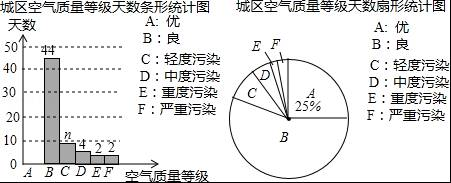 城区空气质量等级天数条形统计图
天数
50
40
30
20
10
0
44
n
4
2 2
A B C D E F
空气质量等级
A: 优
B: 良
C: 轻度污染
D: 中度污染
E: 重度污染
F: 严重污染
城区空气质量等级天数扇形统计图
E F
D
C
A
25%
B
A: 优
B: 良
C: 轻度污染
D: 中度污染
E: 重度污染
F: 严重污染